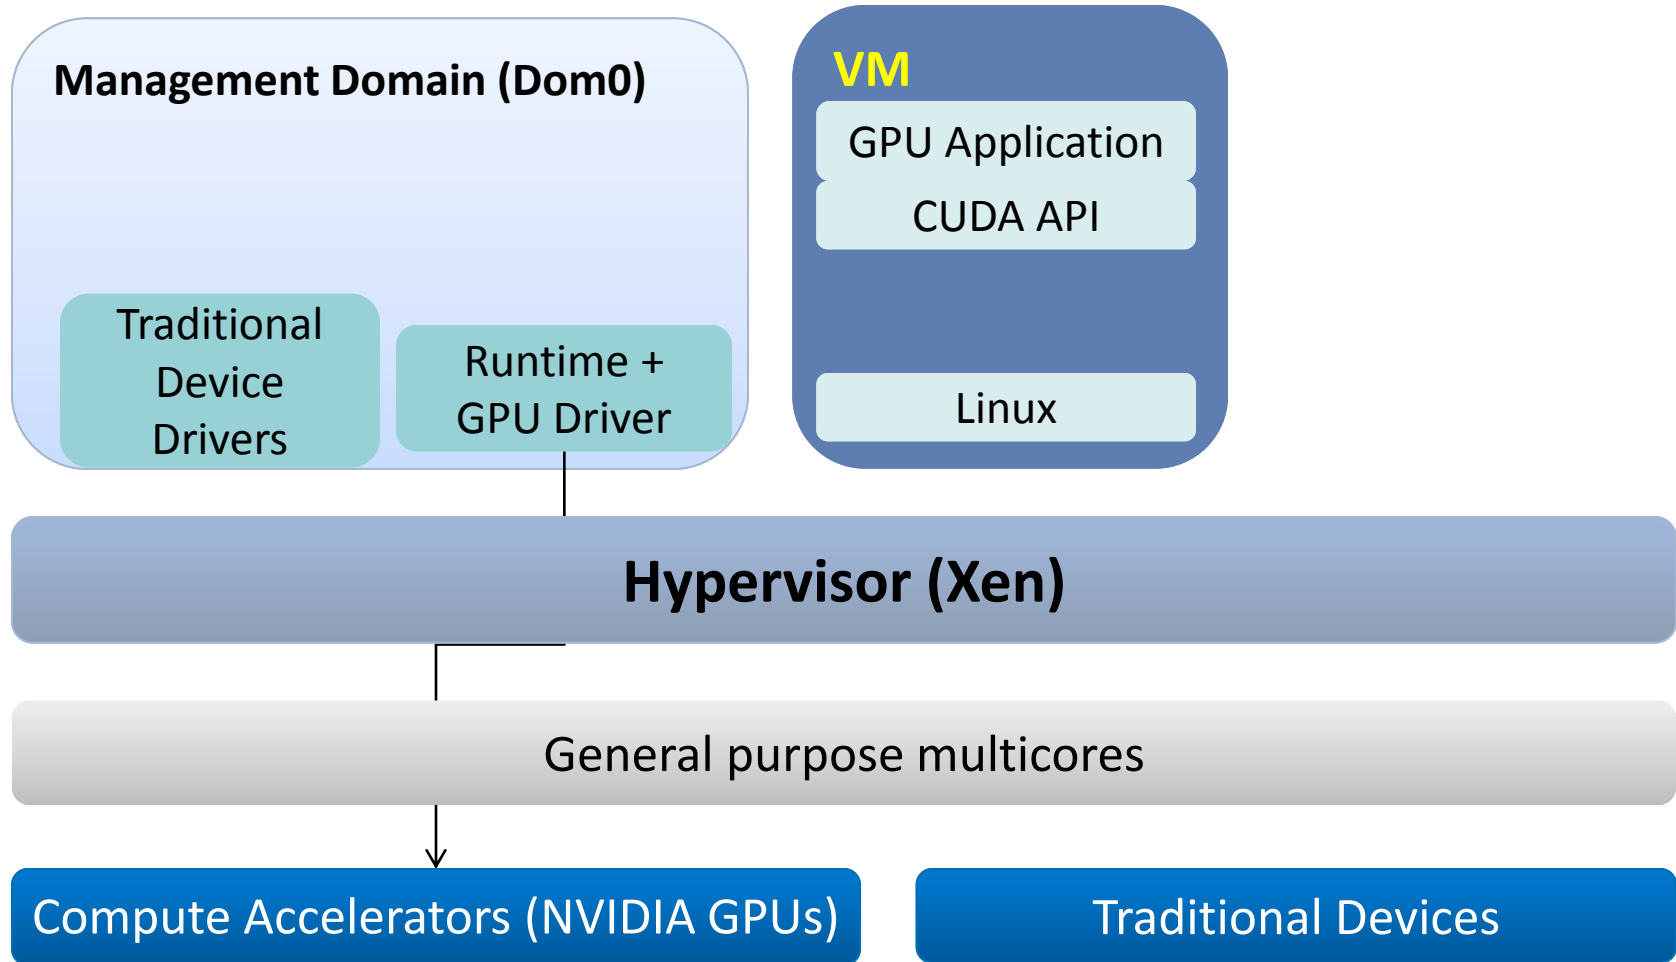 Management Domain (Dom0)
Traditional
Device
Drivers
Runtime +
GPU Driver
VM
GPU Application
CUDA API
Linux
Hypervisor (Xen)
General purpose multicores
Compute Accelerators (NVIDIA GPUs)
Traditional Devices